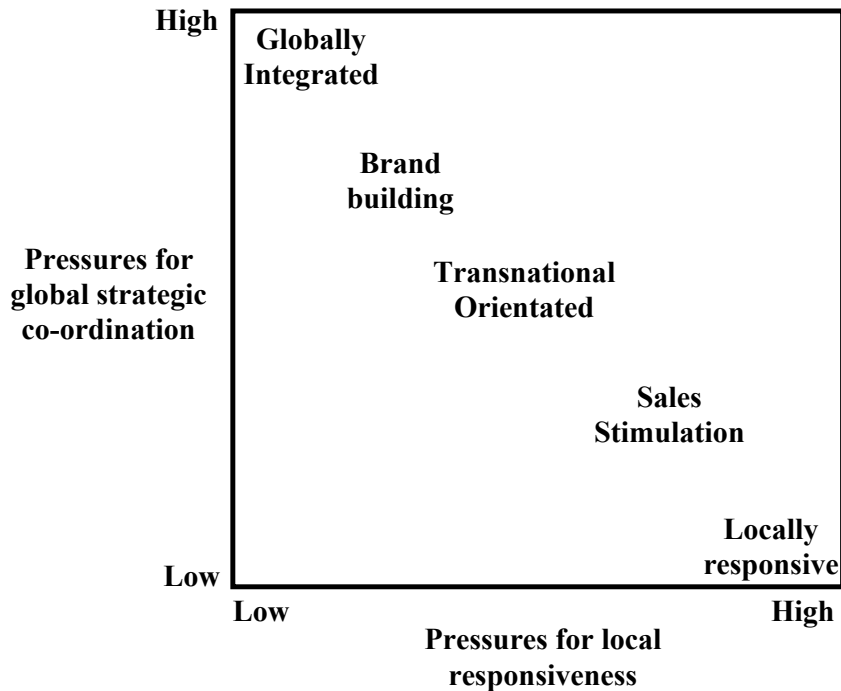 High
Globally
Integrated
Brand
building
Pressures for
global strategic
co-ordination
Transnational
Orientated
Sales
Stimulation
Locally
responsive
Low
Low
High
Pressures for local
responsiveness